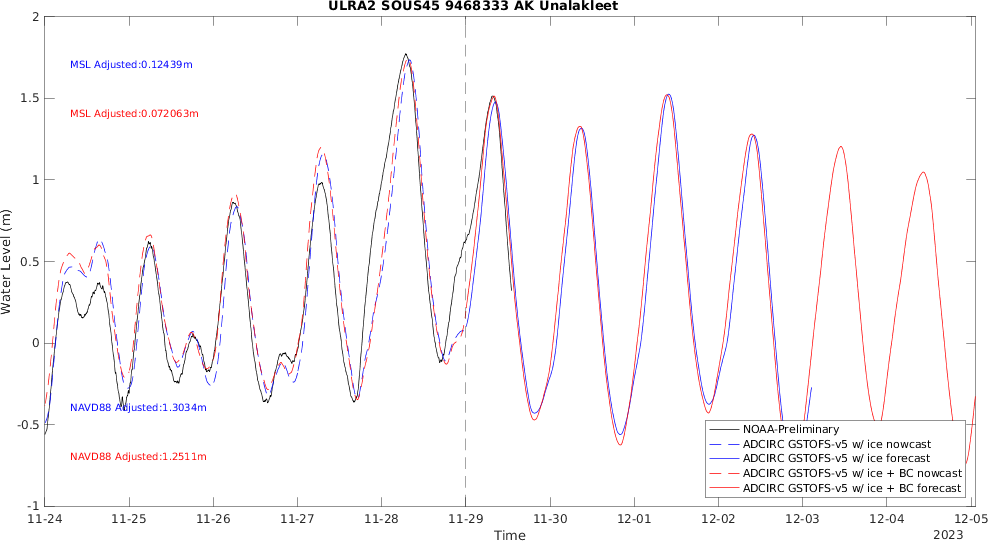 ULRA2 SOUS45 9468333 AK Unalakleet
2
1.5
1
0.5
0
-0.5
-1
Water Level (m)
MSL Adjusted:0.12439m
MSL Adjusted:0.072063m
NAVD88 Adjusted:1.3034m
NAVD88 Adjusted:1.2511m
NOAA-Preliminary
ADCIRC GSTOFS-v5 w/ ice nowcast
ADCIRC GSTOFS-v5 w/ ice forecast
ADCIRC GSTOFS-v5 w/ ice + BC nowcast
ADCIRC GSTOFS-v5 w/ ice + BC forecast
11-24 11-25 11-26 11-27 11-28 11-29 11-30 12-01 12-02 12-03 12-04 12-05
Time
2023